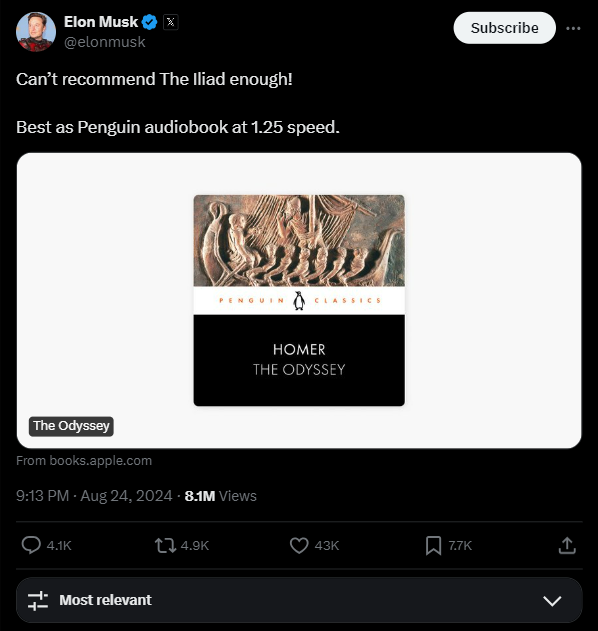 Elon Musk
@elonmusk
Subscribe
Can’t recommend The Iliad enough!
Best as Penguin audiobook at 1.25 speed.
PENGUIN CLASSICS
HOMER
THE ODYSSEY
The Odyssey
From books.apple.com
9:13 PM · Aug 24, 2024 · 8.1M Views
4.1K 4.9K 43K 7.7K
Most relevant